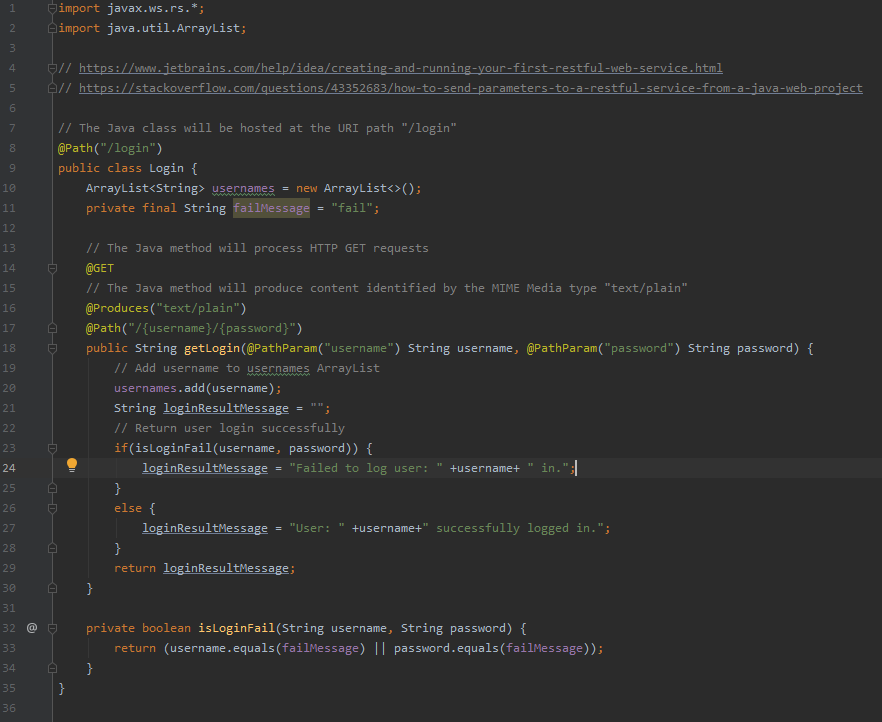 1 import javax.ws.rs.*;
2 import java.util.ArrayList;
3
4 // https://www.jetbrains.com/help/idea/creating-and-running-your-first-restful-web-service.html
5 // https://stackoverflow.com/questions/43352683/how-to-send-parameters-to-a-restful-service-from-a-java-web-project
6
7 // The Java class will be hosted at the URI path "/login"
8 @Path("/login")
9 public class Login {
10     ArrayList<String> usernames = new ArrayList<>();
11     private final String failMessage = "fail";
12
13     // The Java method will process HTTP GET requests
14     @GET
15     // The Java method will produce content identified by the MIME Media type "text/plain"
16     @Produces("text/plain")
17     @Path("/{username}/{password}")
18     public String getLogin(@PathParam("username") String username, @PathParam("password") String password) {
19         // Add username to usernames ArrayList
20         usernames.add(username);
21         String loginResultMessage = "";
22         // Return user login successfully
23         if(isLoginFail(username, password)) {
24             loginResultMessage = "Failed to log user: " +username+ " in.";
25         }
26         else {
27             loginResultMessage = "User: " +username+" successfully logged in.";
28         }
29         return loginResultMessage;
30     }
31
32 @     private boolean isLoginFail(String username, String password) {
33         return (username.equals(failMessage) || password.equals(failMessage));
34     }
35 }
36